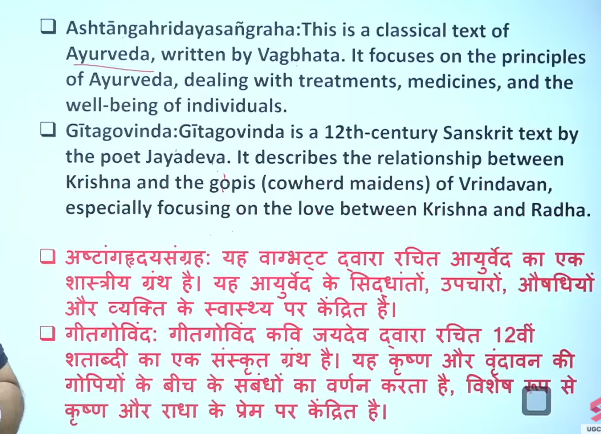 Ashtāngahridayasañgraha:This is a classical text of
Ayurveda, written by Vagbhata. It focuses on the principles
of Ayurveda, dealing with treatments, medicines, and the
well-being of individuals.
Gītagovinda:Gītagovinda is a 12th-century Sanskrit text by
the poet Jayadeva. It describes the relationship between
Krishna and the gopis (cowherd maidens) of Vrindavan,
especially focusing on the love between Krishna and Radha.
अष्टांगहृदयसंग्रह: यह वाग्भट्ट द्वारा रचित आयुर्वेद का एक
शास्त्रीय ग्रंथ है। यह आयुर्वेद के सिद्धांतों, उपचारों, औषधियों
और व्यक्ति के स्वास्थ्य पर केंद्रित है।
गीतगोविंद: गीतगोविंद कवि जयदेव द्वारा रचित 12वीं
शताब्दी का एक संस्कृत ग्रंथ है। यह कृष्ण और वृंदावन की
गोपियों के बीच के संबंधों का वर्णन करता है, विशेष रूप से
कृष्ण और राधा के प्रेम पर केंद्रित है।
UGC